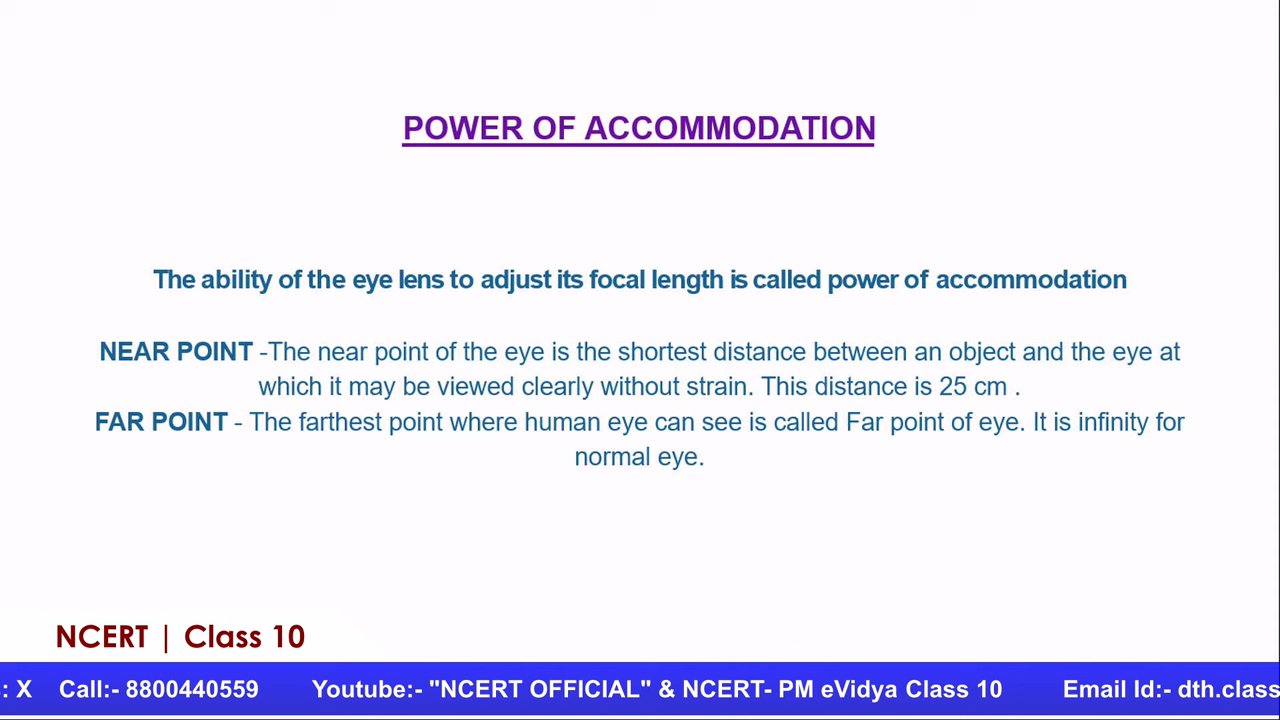 POWER OF ACCOMMODATION
The ability of the eye lens to adjust its focal length is called power of accommodation
NEAR POINT -The near point of the eye is the shortest distance between an object and the eye at
which it may be viewed clearly without strain. This distance is 25 cm .
FAR POINT - The farthest point where human eye can see is called Far point of eye. It is infinity for
normal eye.
NCERT | Class 10
: X Call:- 8800440559 Youtube:- "NCERT OFFICIAL" & NCERT- PM eVidya Class 10 Email Id:- dth.class